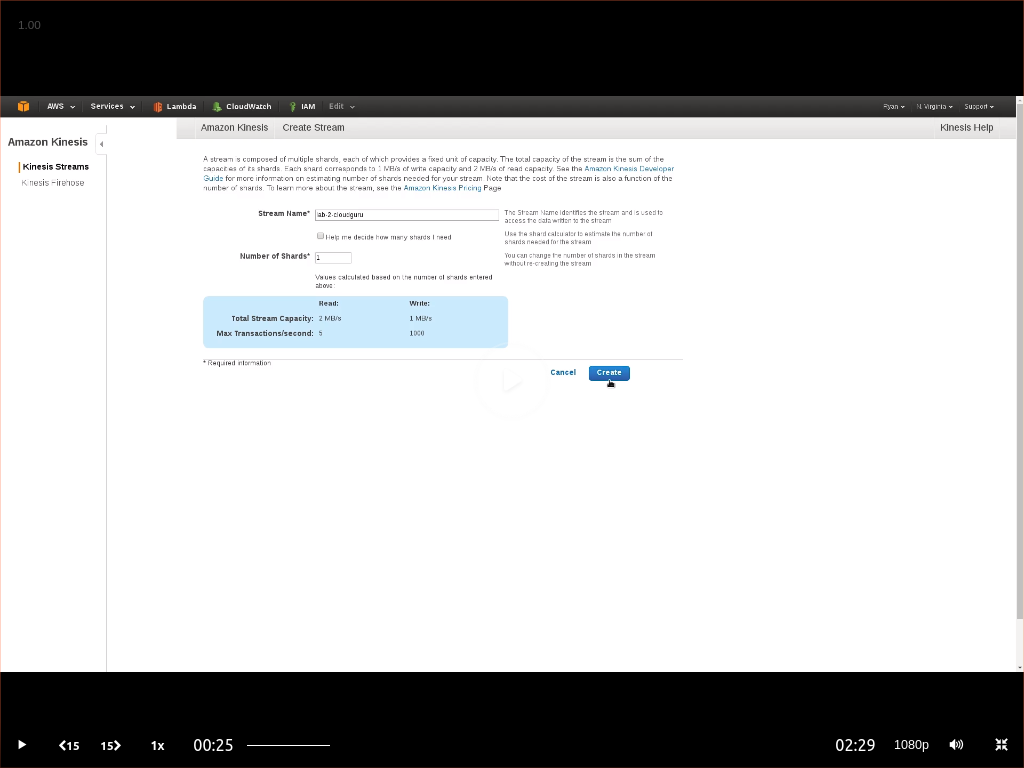 1.00
AWS Services Lambda CloudWatch IAM Edit Ryan N. Virginia Support
Amazon Kinesis Create Stream Kinesis Help
Amazon Kinesis
Kinesis Streams
Kinesis Firehose
A stream is composed of multiple shards, each of which provides a fixed unit of capacity. The total capacity of the stream is the sum of the
capacities of its shards. Each shard corresponds to 1 MB/s of write capacity and 2 MB/s of read capacity. See the Amazon Kinesis Developer
Guide for more information on estimating number of shards needed for your stream. Note that the cost of the stream is also a function of the
number of shards. To learn more about the stream, see the Amazon Kinesis Pricing Page
Stream Name* lab-2-cloudguru
The Stream Name identifies the stream and is used to
access the data written to the stream
Help me decide how many shards I need
Use the shard calculator to estimate the number of
shards needed for the stream
Number of Shards* 1
You can change the number of shards in the stream
without re-creating the stream
Values calculated based on the number of shards entered
above:
Read: Write:
Total Stream Capacity: 2 MB/s 1 MB/s
Max Transactions/second: 5 1000
* Required information
Cancel Create
15 15 1x 00:25 02:29 1080p